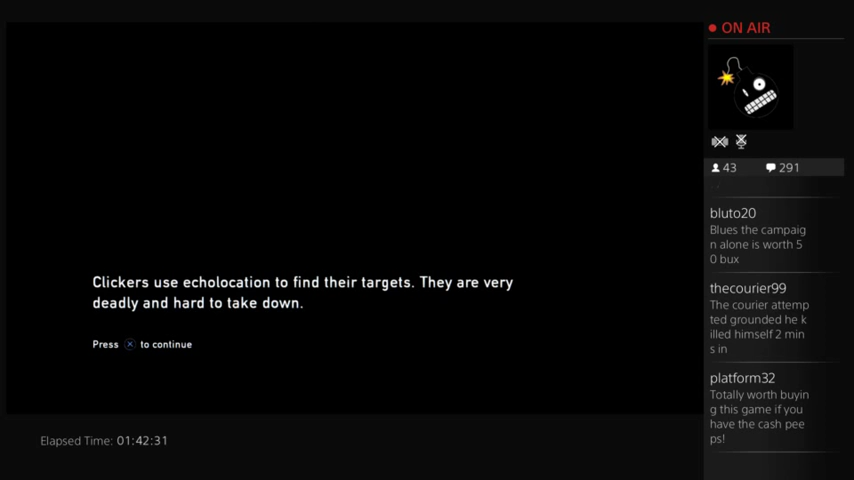 ON AIR
43 291
bluto20
Blues the campaig
n alone is worth 5
0 bux
thecourier99
The courier attemp
ted grounded he k
illed himself 2 min
s in
platform32
Totally worth buyin
g this game if you
have the cash pee
ps!
Clickers use echolocation to find their targets. They are very
deadly and hard to take down.
Press to continue
Elapsed Time: 01:42:31